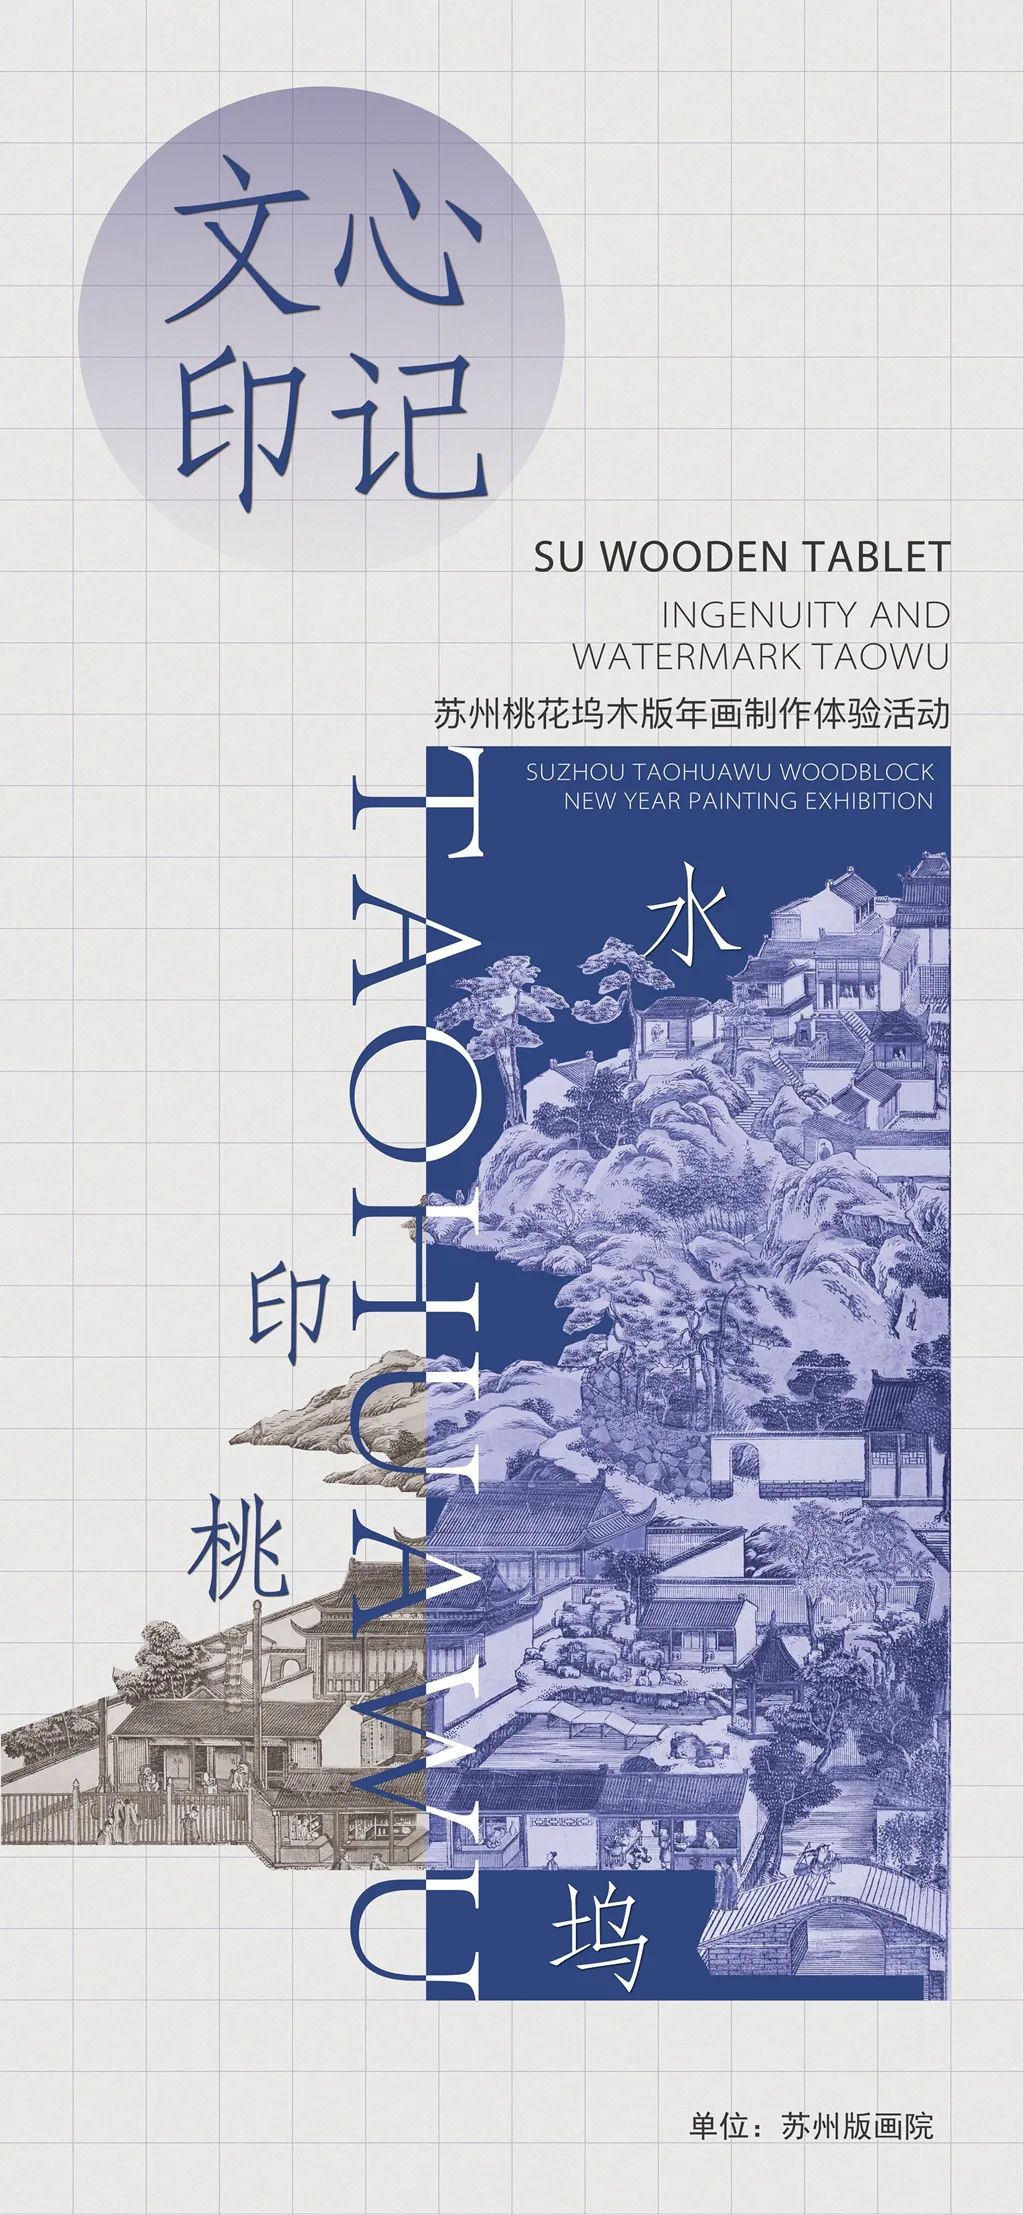 文心
印记
SU WOODEN TABLET
INGENUITY AND
WATERMARK TAOWU
苏州桃花坞木版年画制作体验活动
SUZHOU TAOHUAWU WOODBLOCK
NEW YEAR PAINTING EXHIBITION
TAOHUAWU
水
印
桃
坞
单位：苏州版画院